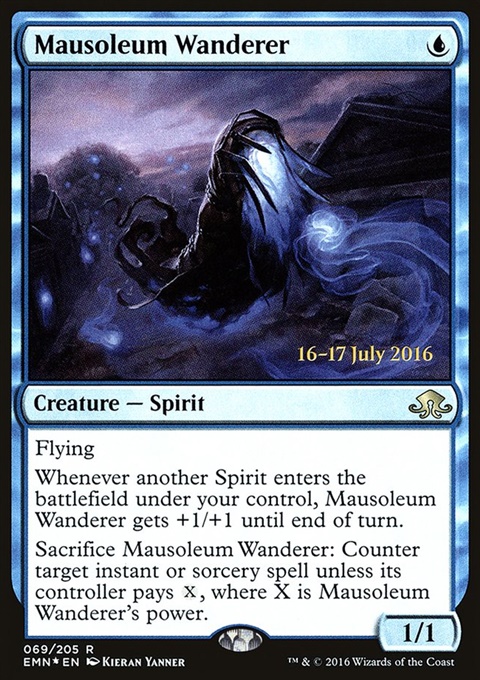 Mausoleum Wanderer
16–17 July 2016
Creature — Spirit
Flying
Whenever another Spirit enters the
battlefield under your control, Mausoleum
Wanderer gets +1/+1 until end of turn.
Sacrifice Mausoleum Wanderer: Counter
target instant or sorcery spell unless its
controller pays X, where X is Mausoleum
Wanderer's power.
1/1
069/205 R
EMN★EN Kieran Yanner
™ & © 2016 Wizards of the Coast